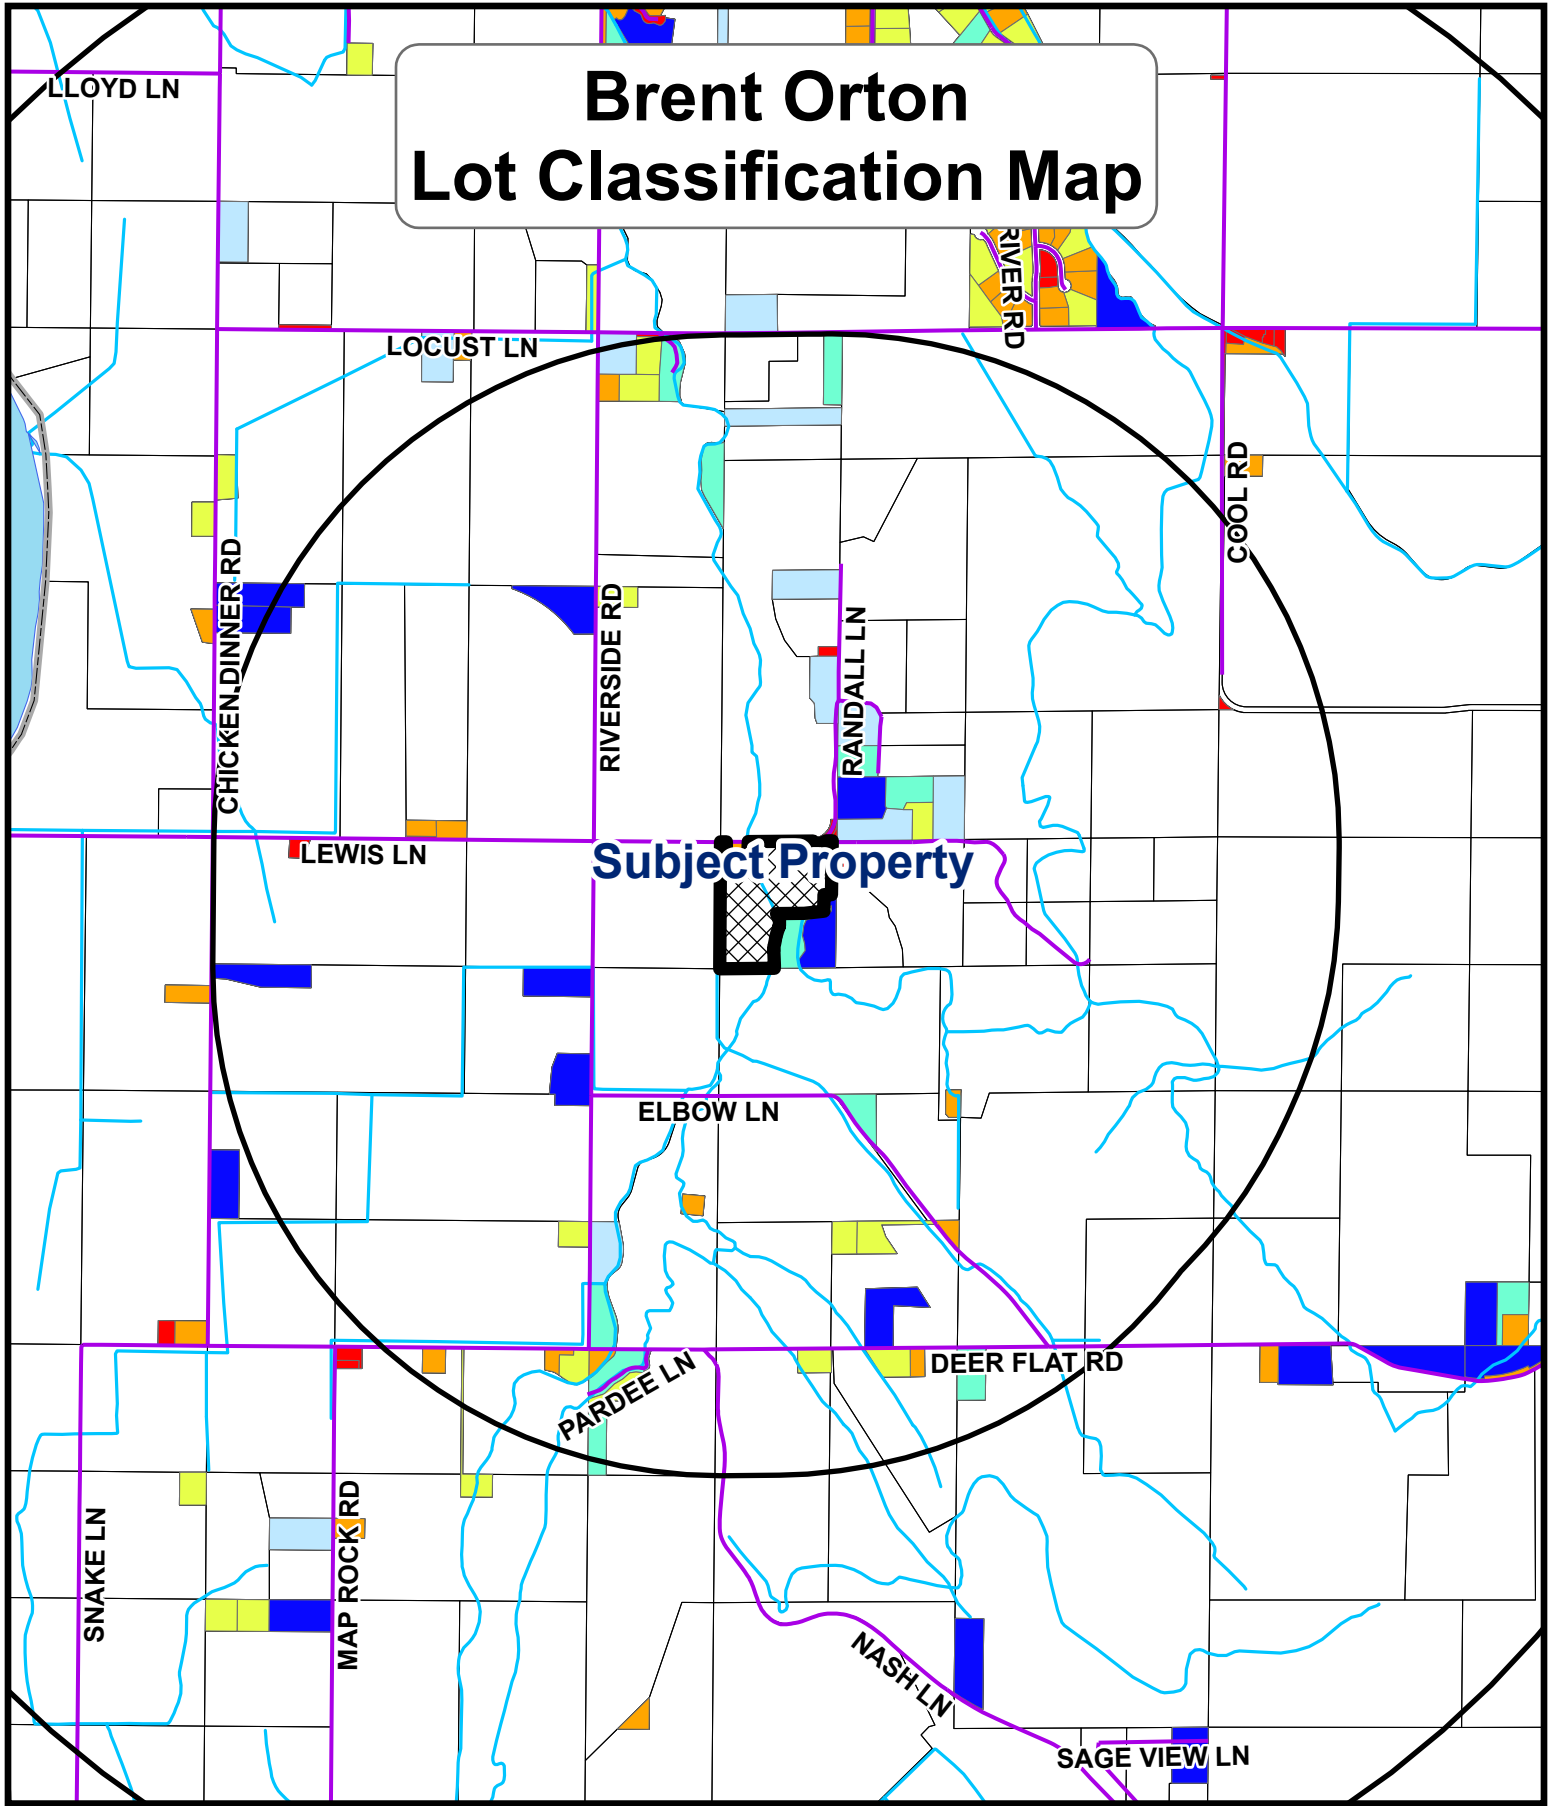 Brent Orton
Lot Classification Map
LLOYD LN
RIVER RD
LOCUST LN
COOL RD
CHICKEN DINNER RD
RIVERSIDE RD
RANDALL LN
LEWIS LN
Subject Property
ELBOW LN
DEER FLAT RD
PARDEE LN
SNAKE LN
MAP ROCK RD
NASH LN
SAGE VIEW LN